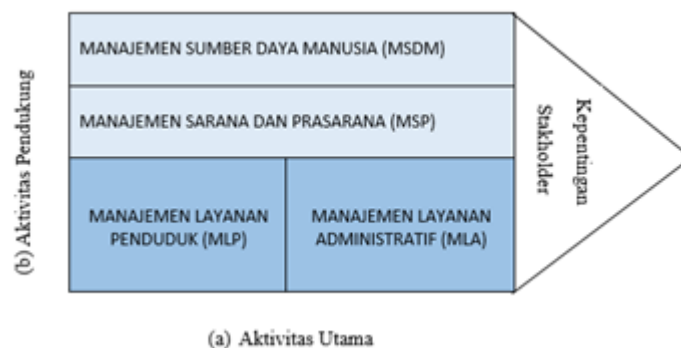 MANAJEMEN SUMBER DAYA MANUSIA (MSDM)
MANAJEMEN SARANA DAN PRASARANA (MSP)
MANAJEMEN LAYANAN
PENDUDUK (MLP)
MANAJEMEN LAYANAN
ADMINISTRATIF (MLA)
Kepentingan
Stakholder
(b) Aktivitas Pendukung
(a) Aktivitas Utama